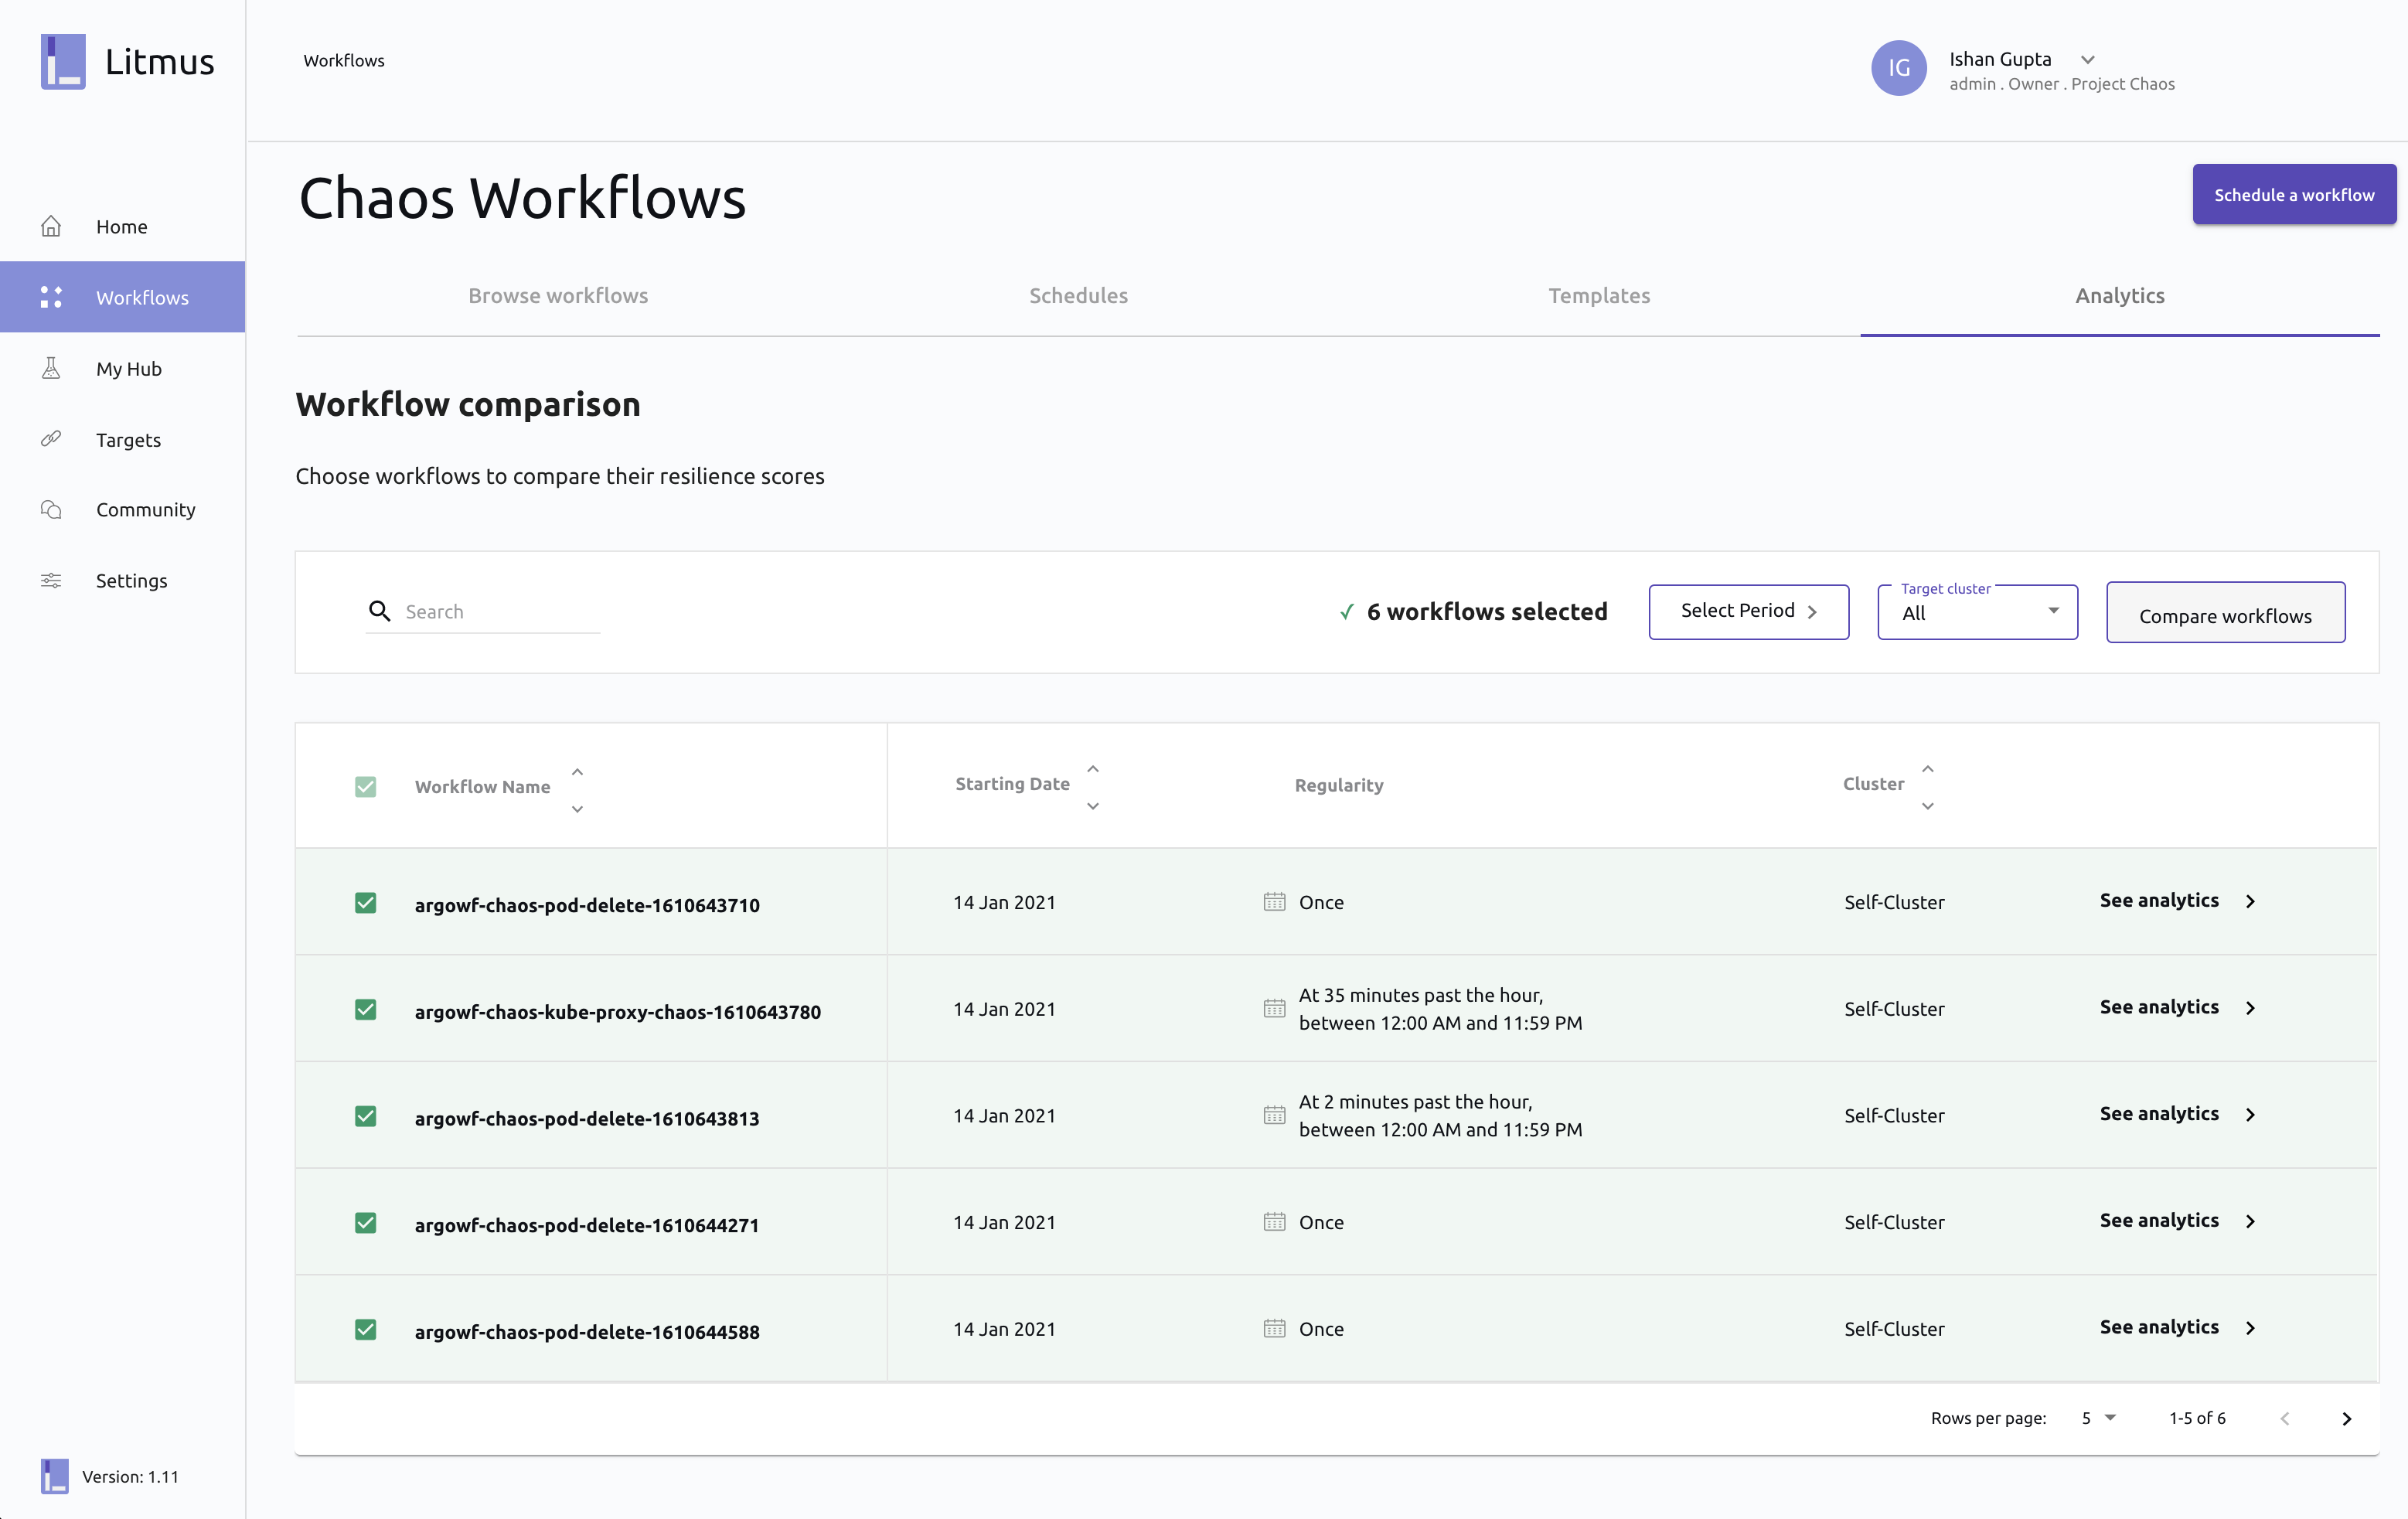 Litmus
Workflows
IG
Ishan Gupta
admin . Owner . Project Chaos
Home
Workflows
My Hub
Targets
Community
Settings
Version: 1.11
Chaos Workflows
Schedule a workflow
Browse workflows
Schedules
Templates
Analytics
Workflow comparison
Choose workflows to compare their resilience scores
Search
6 workflows selected
Select Period
Target cluster
All
Compare workflows
Workflow Name
Starting Date
Regularity
Cluster
argowf-chaos-pod-delete-1610643710
14 Jan 2021
Once
Self-Cluster
See analytics
argowf-chaos-kube-proxy-chaos-1610643780
14 Jan 2021
At 35 minutes past the hour,
between 12:00 AM and 11:59 PM
Self-Cluster
See analytics
argowf-chaos-pod-delete-1610643813
14 Jan 2021
At 2 minutes past the hour,
between 12:00 AM and 11:59 PM
Self-Cluster
See analytics
argowf-chaos-pod-delete-1610644271
14 Jan 2021
Once
Self-Cluster
See analytics
argowf-chaos-pod-delete-1610644588
14 Jan 2021
Once
Self-Cluster
See analytics
Rows per page:
5
1-5 of 6